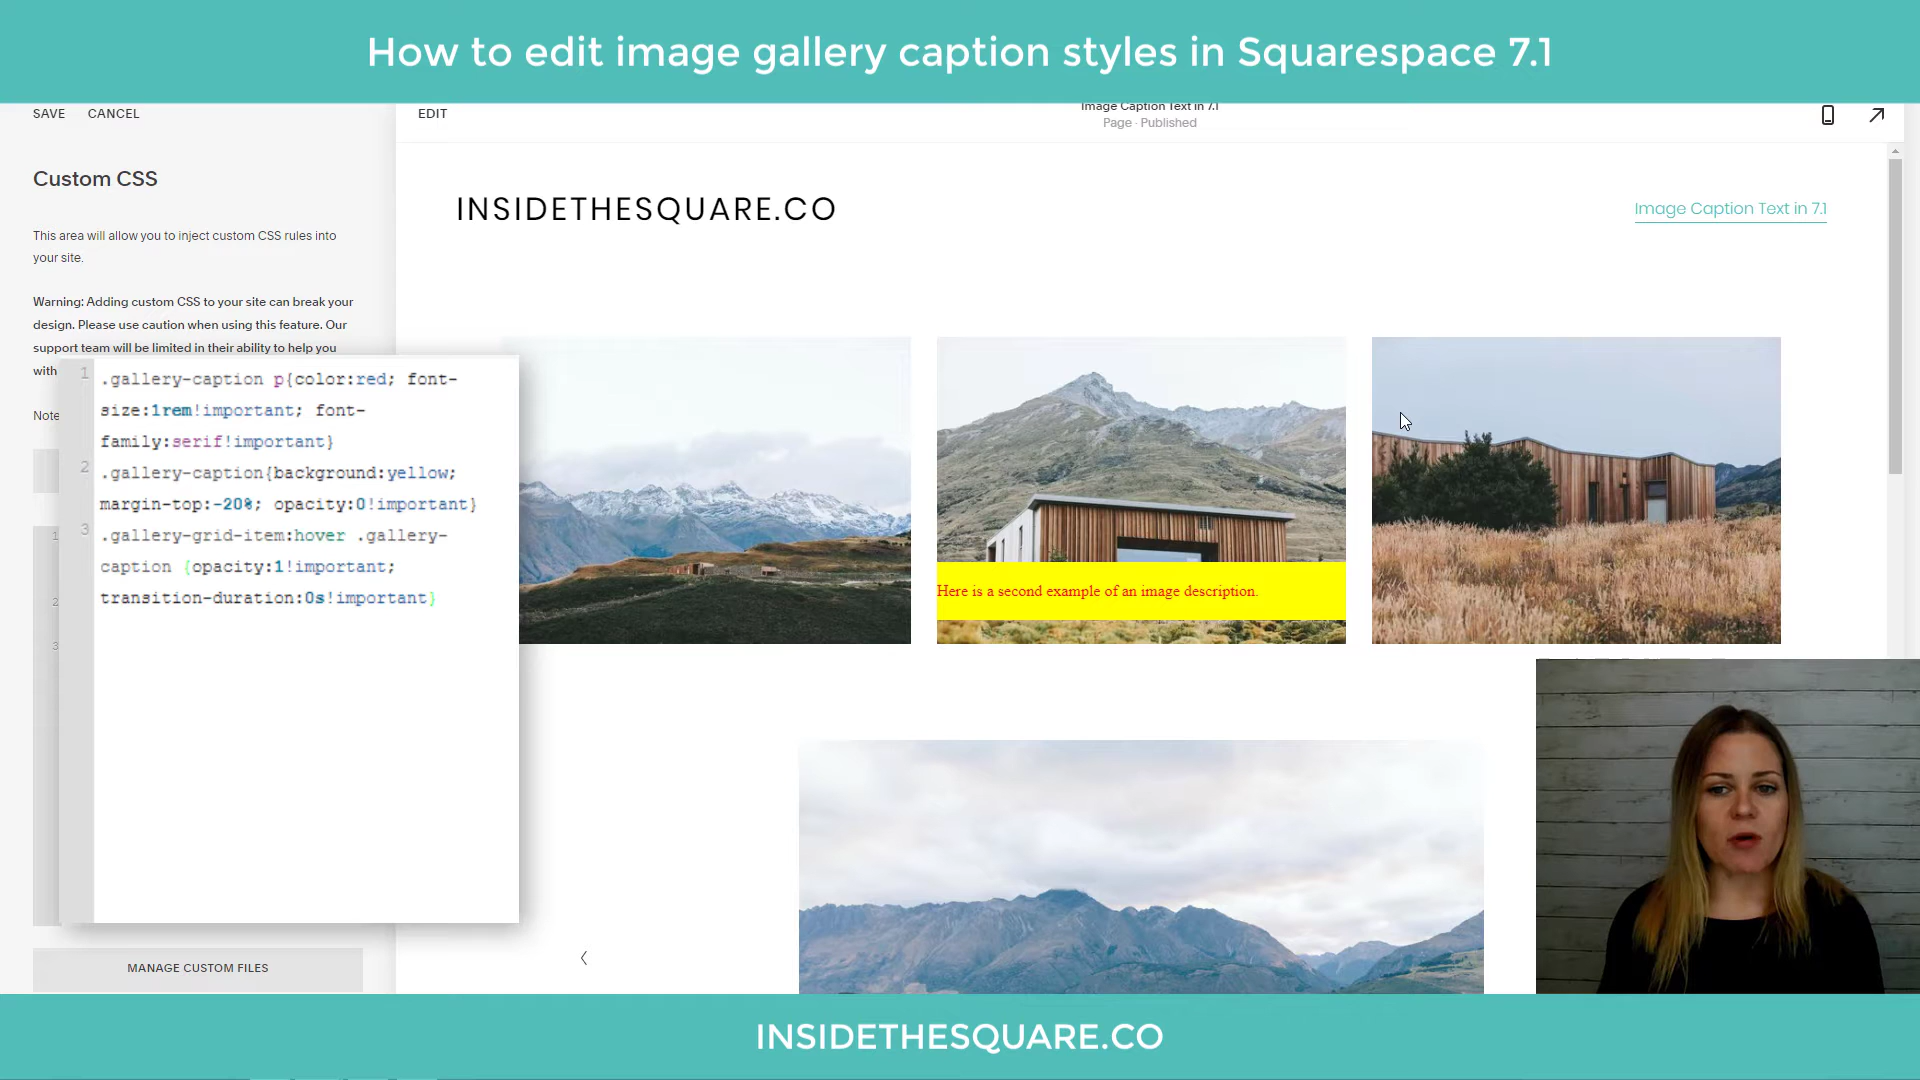 How to edit image gallery caption styles in Squarespace 7.1
SAVE CANCEL
EDIT
Image Caption Text in 7.1
Page · Published
Custom CSS
This area will allow you to inject custom CSS rules into
your site.
Warning: Adding custom CSS to your site can break your
design. Please use caution when using this feature. Our
support team will be limited in their ability to help you
with
Note
1 .gallery-caption p{color:red; font-
size:1rem!important; font-
family:serif!important}
2 .gallery-caption{background:yellow;
margin-top:-20%; opacity:0!important}
3 .gallery-grid-item:hover .gallery-
caption {opacity:1!important;
transition-duration:0s!important}
1
2
3
MANAGE CUSTOM FILES
INSIDETHESQUARE.CO
Image Caption Text in 7.1
Here is a second example of an image description.
INSIDETHESQUARE.CO